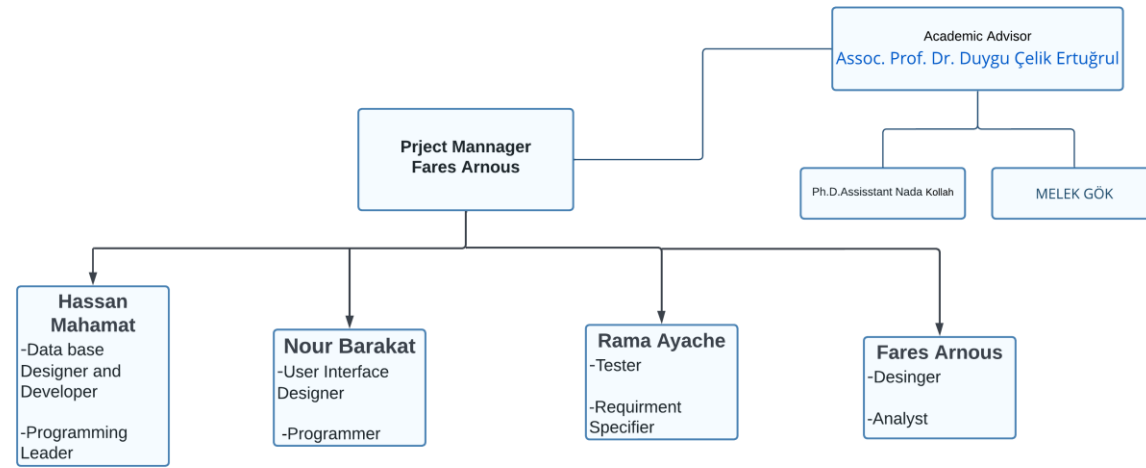 Academic Advisor
Assoc. Prof. Dr. Duygu Çelik Ertuğrul
Prject Mannager
Fares Arnous
Ph.D.Assisstant Nada Kollah
MELEK GÖK
Hassan
Mahamat
-Data base
Designer and
Developer
-Programming
Leader
Nour Barakat
-User Interface
Designer
-Programmer
Rama Ayache
-Tester
-Requirment
Specifier
Fares Arnous
-Desinger
-Analyst